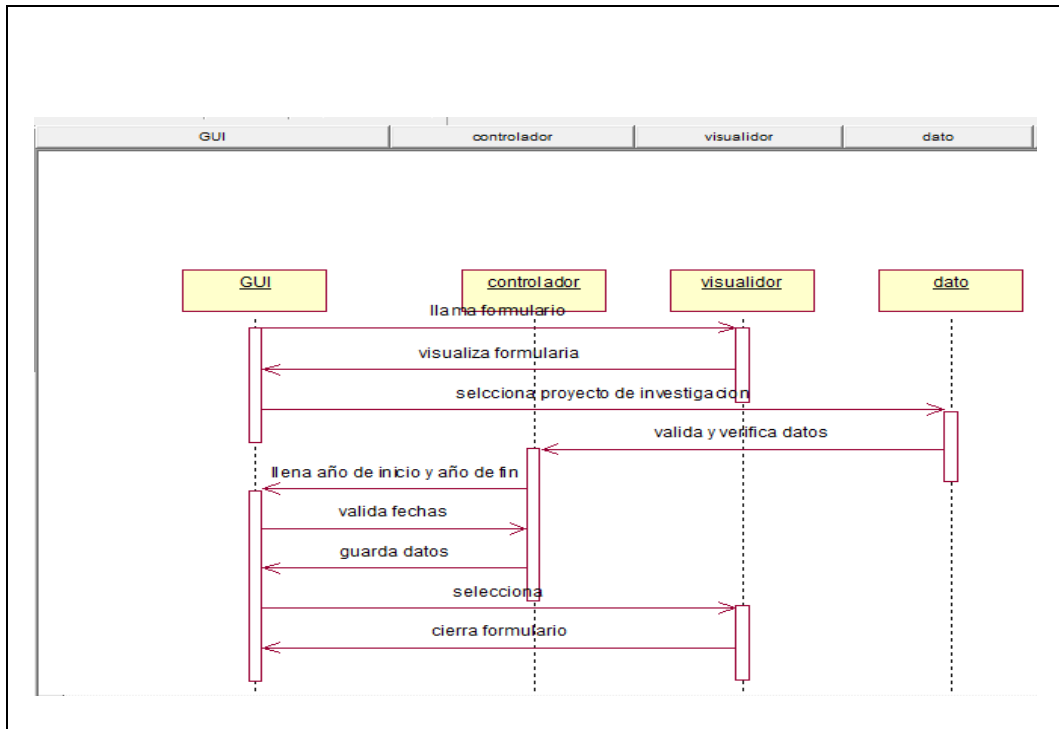 GUI controlador visualidor dato
GUI controlador visualidor dato
llama formulario
visualiza formularia
selcciona proyecto de investigacion
valida y verifica datos
llena año de inicio y año de fin
valida fechas
guarda datos
selecciona
cierra formulario